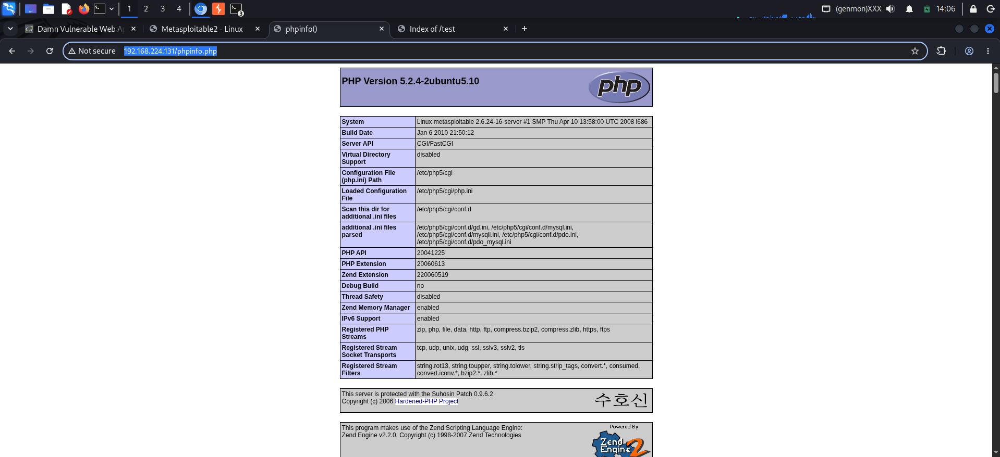 1 2 3 4
3
(genmon)XXX 14:06
Damn Vulnerable Web Ap
Metasploitable2 - Linux
phpinfo()
Index of /test
Not secure 192.168.224.131/phpinfo.php
PHP Version 5.2.4-2ubuntu5.10
php
System Linux metasploitable 2.6.24-16-server #1 SMP Thu Apr 10 13:58:00 UTC 2008 i686
Build Date Jan 6 2010 21:50:12
Server API CGI/FastCGI
Virtual Directory disabled
Support
Configuration File /etc/php5/cgi
(php.ini) Path
Loaded Configuration /etc/php5/cgi/php.ini
File
Scan this dir for /etc/php5/cgi/conf.d
additional .ini files
additional .ini files /etc/php5/cgi/conf.d/gd.ini, /etc/php5/cgi/conf.d/mysql.ini,
parsed /etc/php5/cgi/conf.d/mysqli.ini, /etc/php5/cgi/conf.d/pdo.ini,
/etc/php5/cgi/conf.d/pdo_mysql.ini
PHP API 20041225
PHP Extension 20060613
Zend Extension 220060519
Debug Build no
Thread Safety disabled
Zend Memory Manager enabled
IPv6 Support enabled
Registered PHP zip, php, file, data, http, ftp, compress.bzip2, compress.zlib, https, ftps
Streams
Registered Stream tcp, udp, unix, udg, ssl, sslv3, sslv2, tls
Socket Transports
Registered Stream string.rot13, string.toupper, string.tolower, string.strip_tags, convert.*, consumed,
Filters convert.iconv.*, bzip2.*, zlib.*
This server is protected with the Suhosin Patch 0.9.6.2
Copyright (c) 2006 Hardened-PHP Project
수호신
This program makes use of the Zend Scripting Language Engine:
Zend Engine v2.2.0, Copyright (c) 1998-2007 Zend Technologies
Powered By
Zend
Engine 2